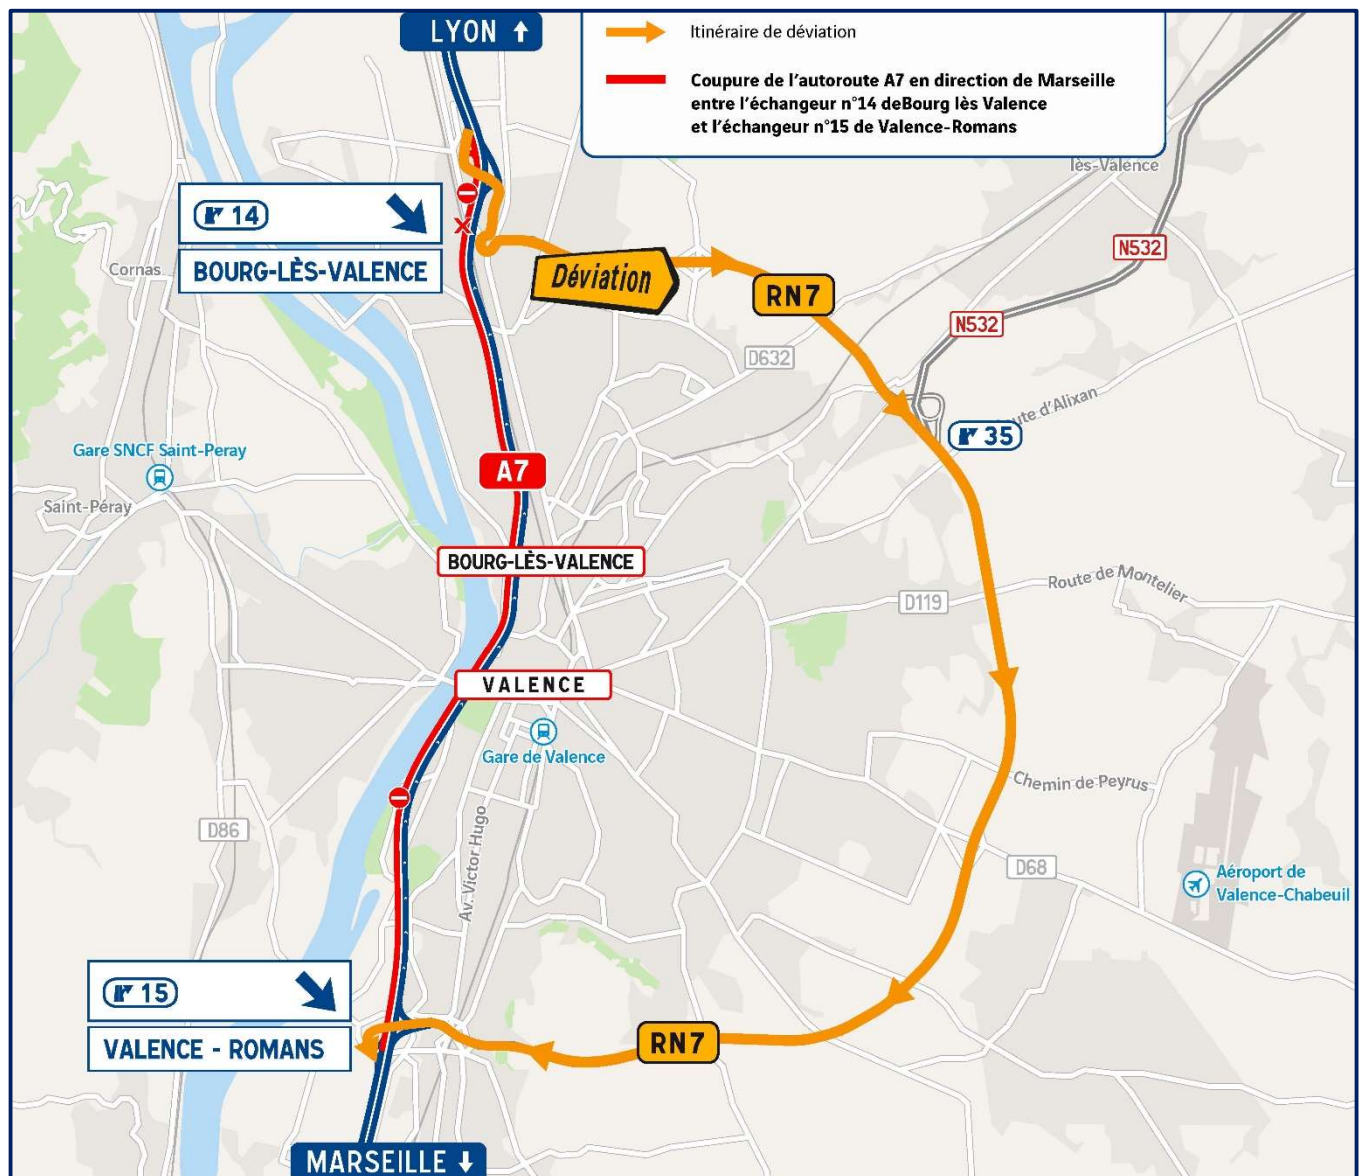 LYON ↑
Itinéraire de déviation
Coupure de l'autoroute A7 en direction de Marseille
entre l'échangeur n°14 deBourg lès Valence
et l'échangeur n°15 de Valence-Romans
lès-Valence
14
BOURG-LÈS-VALENCE
Cornas
Déviation
RN7
N532
N532
D632
Route d'Alixan
35
Gare SNCF Saint-Peray
Saint-Péray
A7
BOURG-LÈS-VALENCE
Route de Montelier
D119
VALENCE
Gare de Valence
Chemin de Peyrus
D86
Av. Victor Hugo
D68
Aéroport de
Valence-Chabeuil
15
VALENCE - ROMANS
RN7
MARSEILLE ↓